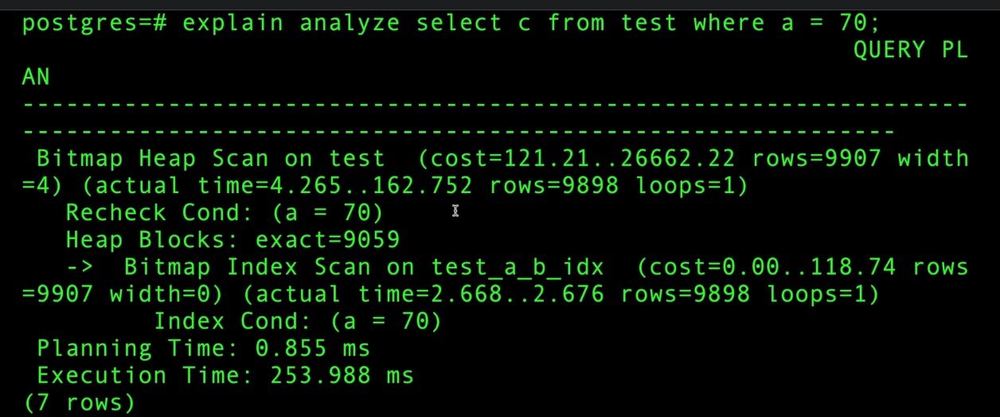 postgres=# explain analyze select c from test where a = 70;
QUERY PL
AN
-----------------------------------------------------------------
-------------------------------------------------------------
Bitmap Heap Scan on test  (cost=121.21..26662.22 rows=9907 width
=4) (actual time=4.265..162.752 rows=9898 loops=1)
Recheck Cond: (a = 70)
Heap Blocks: exact=9059
->  Bitmap Index Scan on test_a_b_idx  (cost=0.00..118.74 rows
=9907 width=0) (actual time=2.668..2.676 rows=9898 loops=1)
Index Cond: (a = 70)
Planning Time: 0.855 ms
Execution Time: 253.988 ms
(7 rows)